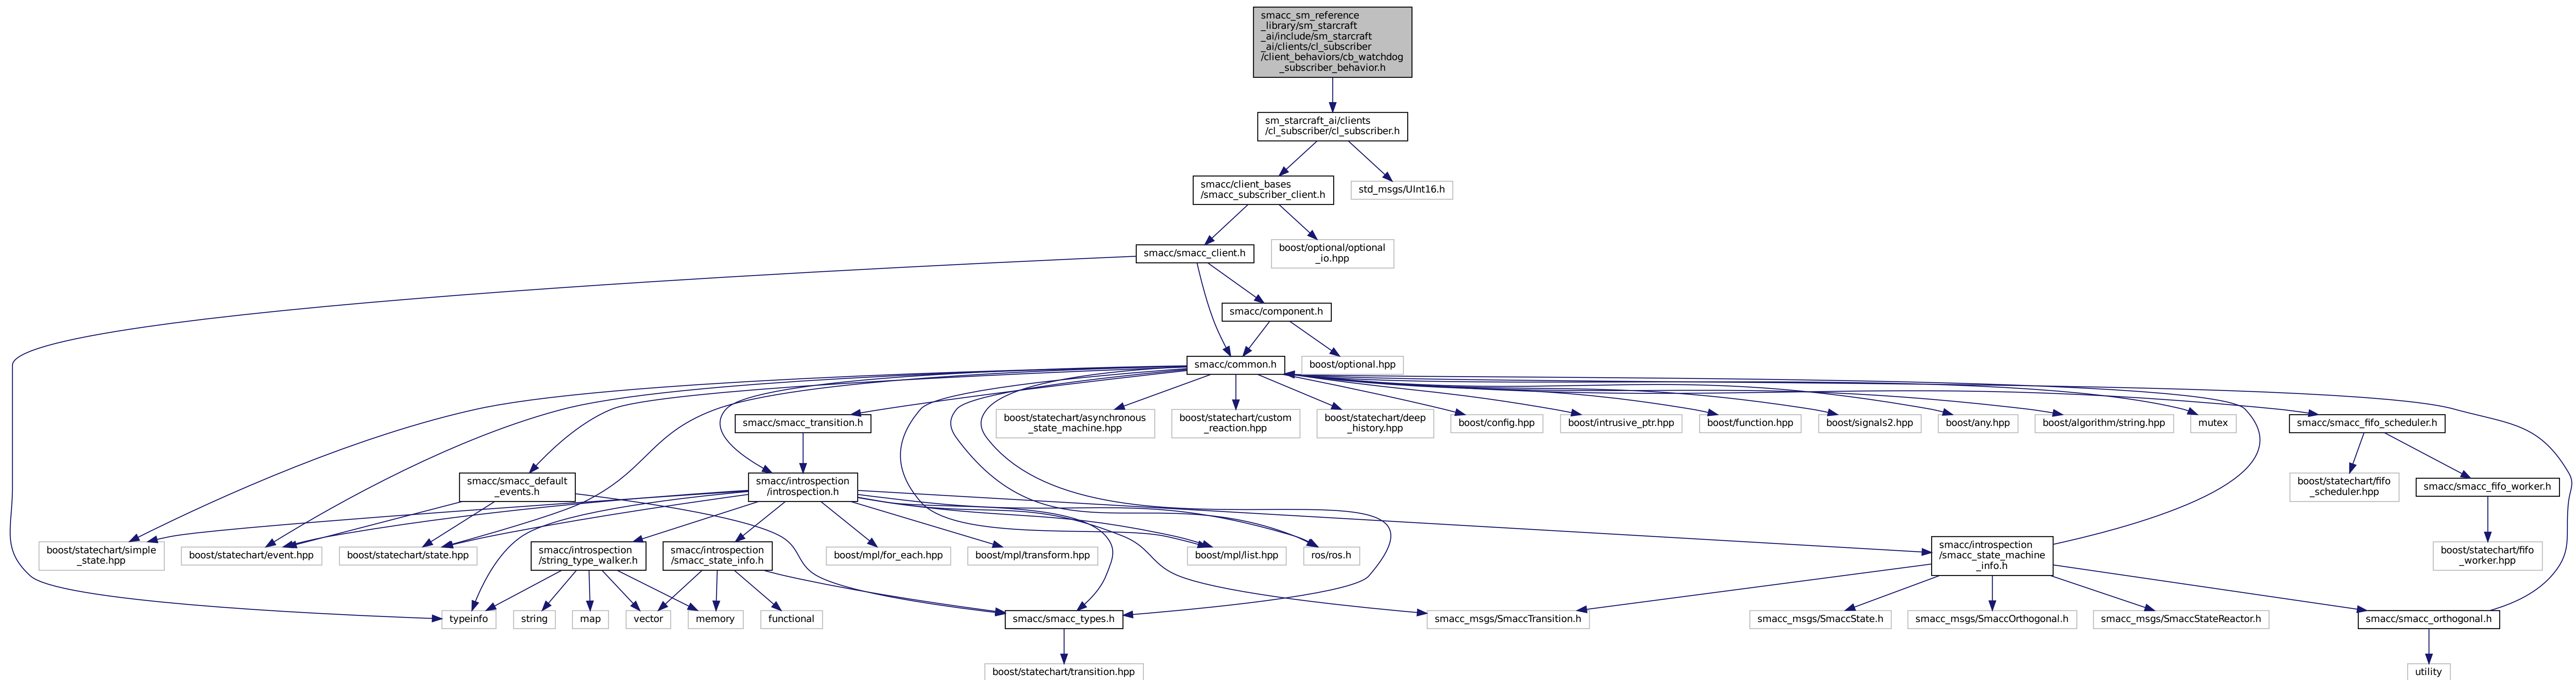 smacc_sm_reference
_library/sm_starcraft
_ai/include/sm_starcraft
_ai/clients/cl_subscriber
/client_behaviors/cb_watchdog
_subscriber_behavior.h
sm_starcraft_ai/clients
/cl_subscriber/cl_subscriber.h
smacc/client_bases
/smacc_subscriber_client.h
std_msgs/UInt16.h
smacc/smacc_client.h
boost/optional/optional
_io.hpp
smacc/component.h
smacc/common.h
boost/optional.hpp
smacc/smacc_transition.h
boost/statechart/asynchronous
_state_machine.hpp
boost/statechart/custom
_reaction.hpp
boost/statechart/deep
_history.hpp
boost/config.hpp
boost/intrusive_ptr.hpp
boost/function.hpp
boost/signals2.hpp
boost/any.hpp
boost/algorithm/string.hpp
mutex
smacc/smacc_fifo_scheduler.h
smacc/smacc_default
_events.h
smacc/introspection
/introspection.h
boost/statechart/fifo
_scheduler.hpp
smacc/smacc_fifo_worker.h
boost/statechart/simple
_state.hpp
boost/statechart/event.hpp
boost/statechart/state.hpp
smacc/introspection
/string_type_walker.h
smacc/introspection
/smacc_state_info.h
boost/mpl/for_each.hpp
boost/mpl/transform.hpp
boost/mpl/list.hpp
ros/ros.h
smacc/introspection
/smacc_state_machine
_info.h
boost/statechart/fifo
_worker.hpp
typeinfo
string
map
vector
memory
functional
smacc/smacc_types.h
smacc_msgs/SmaccTransition.h
smacc_msgs/SmaccState.h
smacc_msgs/SmaccOrthogonal.h
smacc_msgs/SmaccStateReactor.h
smacc/smacc_orthogonal.h
boost/statechart/transition.hpp
utility